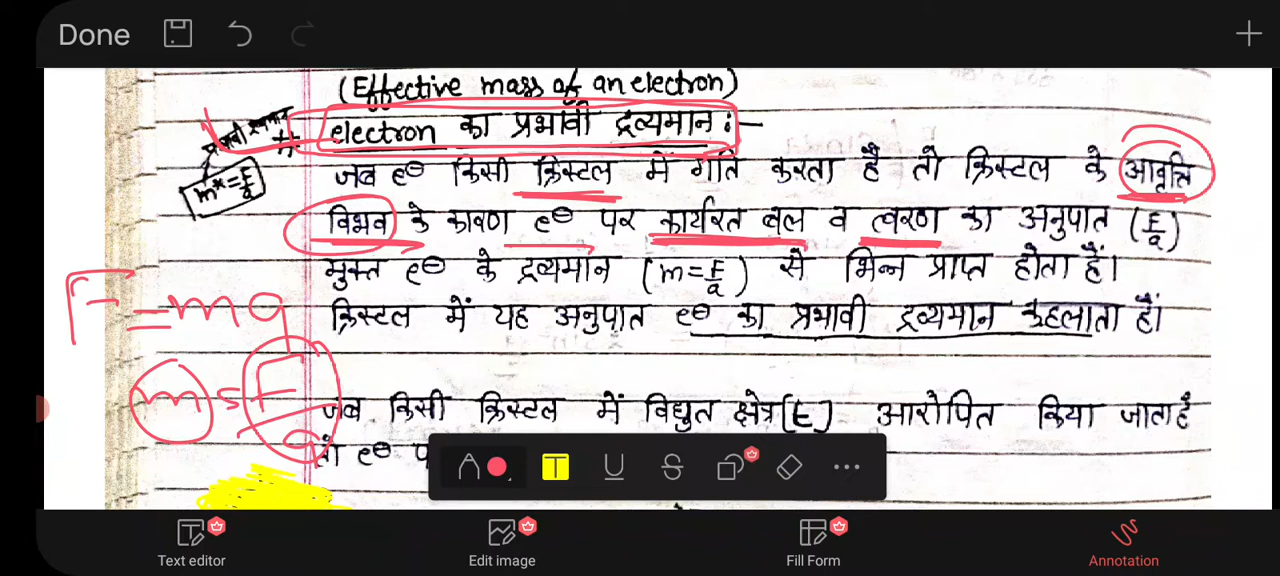 Done
(Effective mass of an electron)
electron का प्रभावी द्रव्यमान :-
m* = F/a
जब e⊖ किसी क्रिस्टल में गति करता है तो क्रिस्टल के आवृत्ति
विभव के कारण e⊖ पर कार्यरत बल व त्वरण का अनुपात (F/a)
मुक्त e⊖ के द्रव्यमान (m=F/a) से भिन्न प्राप्त होता है।
क्रिस्टल में यह अनुपात e⊖ का प्रभावी द्रव्यमान कहलाता है।
F=ma
m = F/a
जब किसी क्रिस्टल में विद्युत क्षेत्र[E] आरोपित किया जाता है
तो e⊖ प
T
U
S
Text editor
Edit image
Fill Form
Annotation